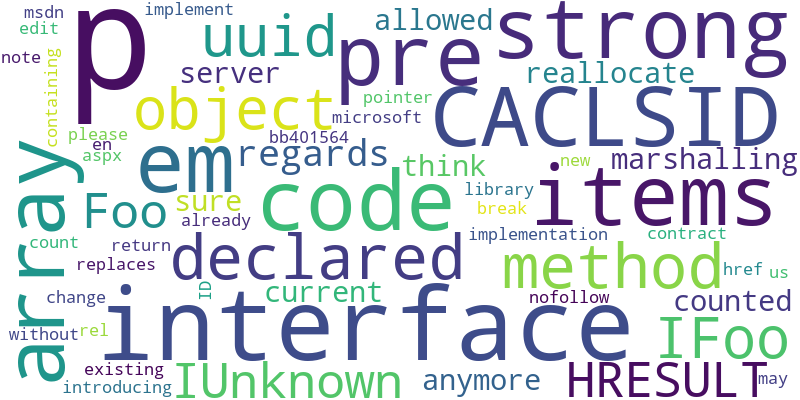 msdn
implement
p
uuid
allowed
strong
edit
pre
note
server
reallocate
containing
object
pointer
CACLSID
microsoft
please
bb401564
en
em
regards
aspx
think
marshalling
new
array
Foo
sure
code
library
items
already
break
count
return
declared
implementation
contract
replaces
method
href
us
change
ID
current
interface
nofollow
counted
without
rel
IFoo
existing
IUnknown
anymore
HRESULT
may
introducing